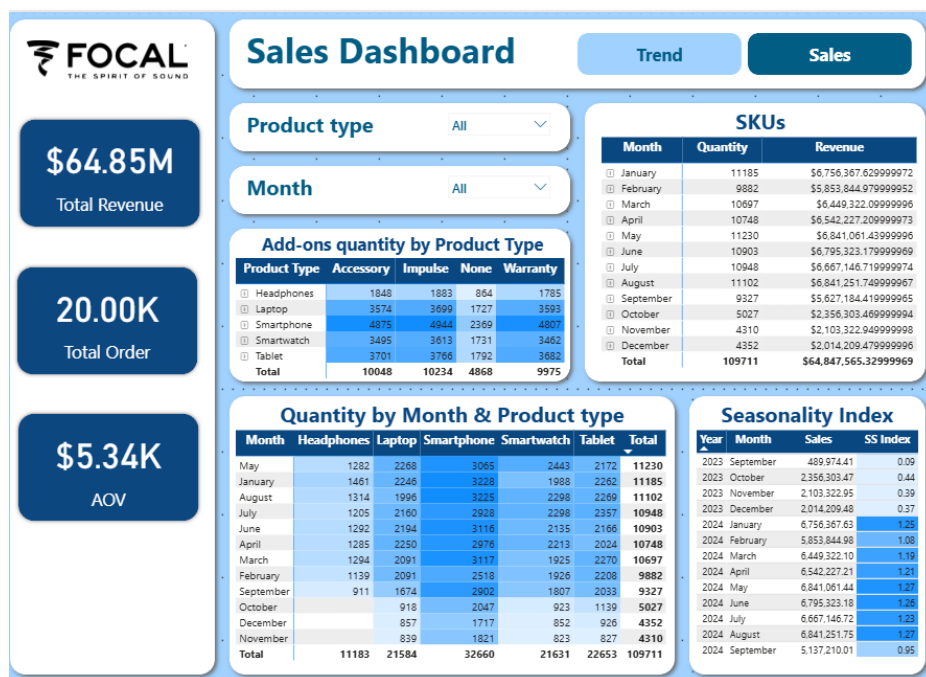 FOCAL
THE SPIRIT OF SOUND
$64.85M
Total Revenue
20.00K
Total Order
$5.34K
AOV
Sales Dashboard
Trend
Sales
Product type
All
Month
All
Add-ons quantity by Product Type
Product Type Accessory Impulse None Warranty
Headphones 1848 1883 864 1785
Laptop 3574 3699 1727 3593
Smartphone 4875 4944 2369 4807
Smartwatch 3495 3613 1731 3462
Tablet 3701 3766 1792 3682
Total 10048 10234 4868 9975
SKUs
Month Quantity Revenue
January 11185 $6,756,367.629999972
February 9882 $5,853,844.979999952
March 10697 $6,449,322.09999996
April 10748 $6,542,227.209999973
May 11230 $6,841,061.43999996
June 10903 $6,795,323.179999969
July 10948 $6,667,146.719999974
August 11102 $6,841,251.749999967
September 9327 $5,627,184.419999965
October 5027 $2,356,303.469999994
November 4310 $2,103,322.949999998
December 4352 $2,014,209.479999996
Total 109711 $64,847,565.32999969
Quantity by Month & Product type
Month Headphones Laptop Smartphone Smartwatch Tablet Total
May 1282 2268 3065 2443 2172 11230
January 1461 2246 3228 1988 2262 11185
August 1314 1996 3225 2298 2269 11102
July 1205 2160 2928 2298 2357 10948
June 1292 2194 3116 2135 2166 10903
April 1285 2250 2976 2213 2024 10748
March 1294 2091 3117 1925 2270 10697
February 1139 2091 2518 1926 2208 9882
September 911 1674 2902 1807 2033 9327
October 918 2047 923 1139 5027
December 857 1717 852 926 4352
November 839 1821 823 827 4310
Total 11183 21584 32660 21631 22653 109711
Seasonality Index
Year Month Sales SS Index
2023 September 489,974.41 0.09
2023 October 2,356,303.47 0.44
2023 November 2,103,322.95 0.39
2023 December 2,014,209.48 0.37
2024 January 6,756,367.63 1.25
2024 February 5,853,844.98 1.08
2024 March 6,449,322.10 1.19
2024 April 6,542,227.21 1.21
2024 May 6,841,061.44 1.27
2024 June 6,795,323.18 1.26
2024 July 6,667,146.72 1.23
2024 August 6,841,251.75 1.27
2024 September 5,137,210.01 0.95